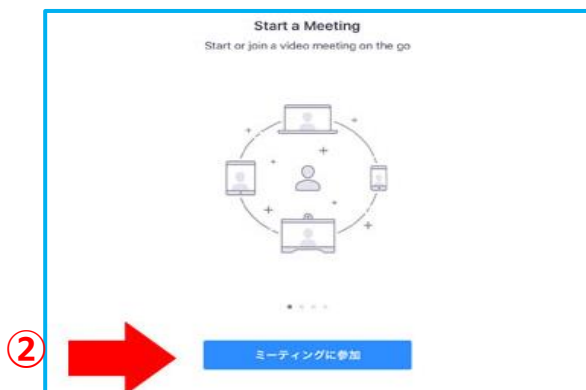 Start a Meeting
Start or join a video meeting on the go
② ミーティングに参加